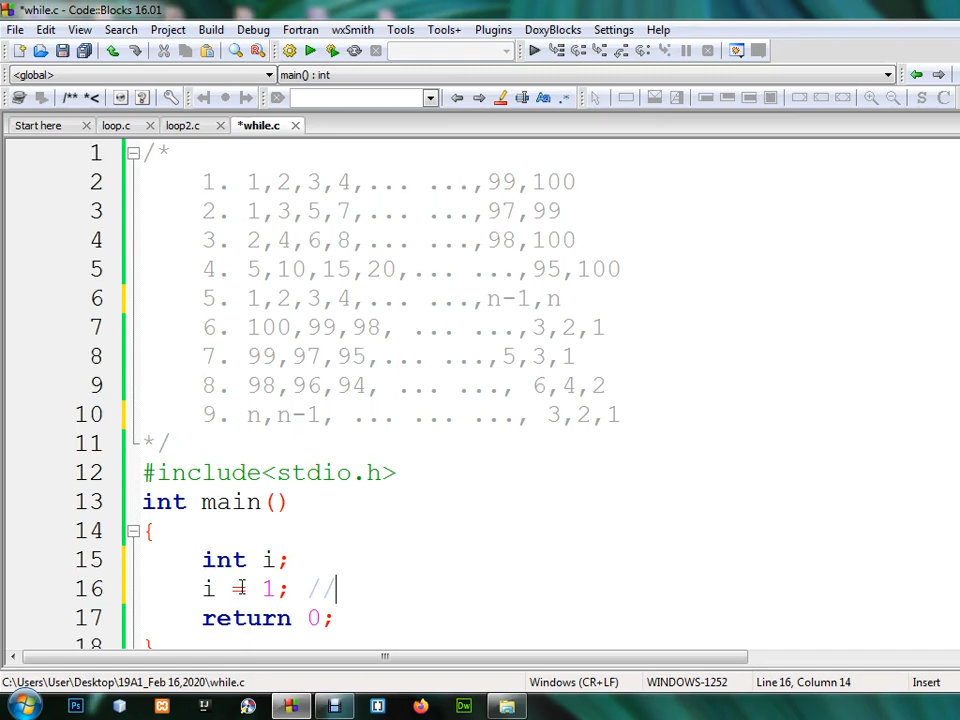 *while.c - Code::Blocks 16.01
File Edit View Search Project Build Debug Fortran wxSmith Tools Tools+ Plugins DoxyBlocks Settings Help
<global> main() : int
/** *<
Start here loop.c loop2.c *while.c
1 /*
2 1. 1,2,3,4,... ...,99,100
3 2. 1,3,5,7,... ...,97,99
4 3. 2,4,6,8,... ...,98,100
5 4. 5,10,15,20,... ...,95,100
6 5. 1,2,3,4,... ...,n-1,n
7 6. 100,99,98, ... ...,3,2,1
8 7. 99,97,95,... ...,5,3,1
9 8. 98,96,94, ... ..., 6,4,2
10 9. n,n-1, ... ... ..., 3,2,1
11 */
12 #include<stdio.h>
13 int main()
14 {
15 int i;
16 i = 1; //
17 return 0;
18 }
C:\Users\User\Desktop\19A1_Feb 16,2020\while.c Windows (CR+LF) WINDOWS-1252 Line 16, Column 14 Insert